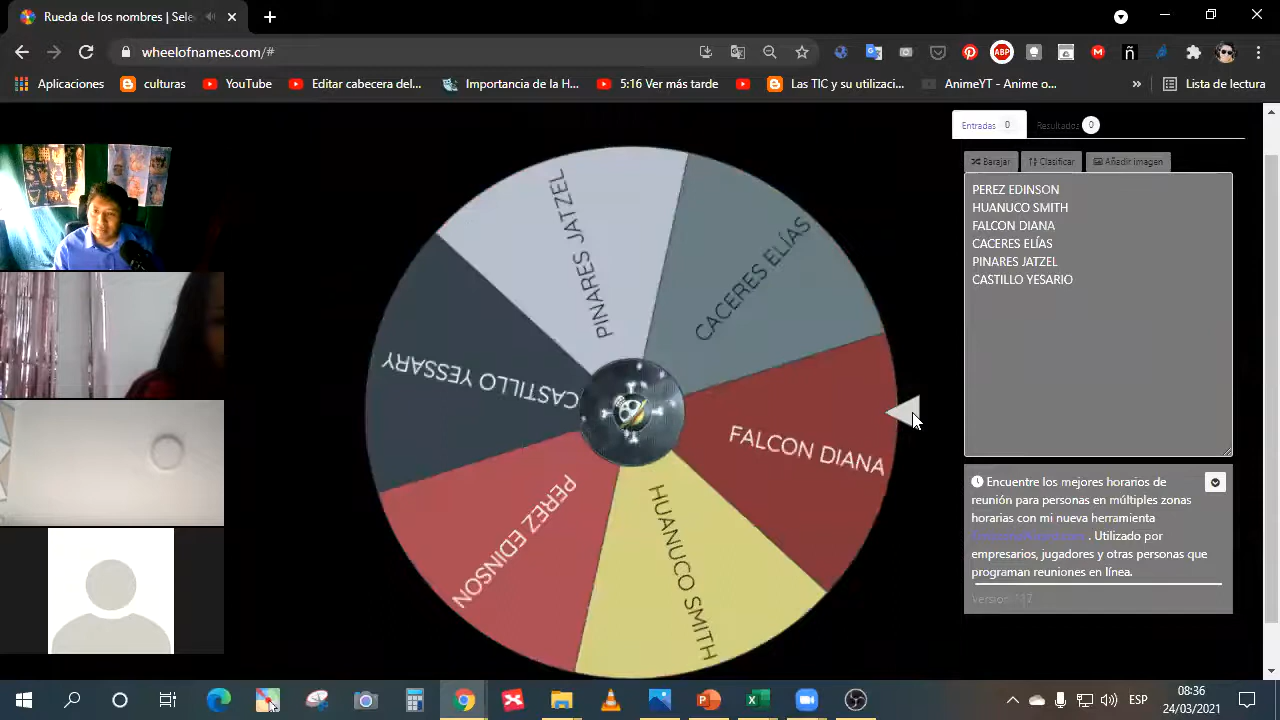 Rueda de los nombres | Sele
wheelofnames.com/#
Aplicaciones
culturas
YouTube
Editar cabecera del...
Importancia de la H...
5:16 Ver más tarde
Las TIC y su utilizaci...
AnimeYT - Anime o...
»
Lista de lectura
Entradas 0
Resultados 0
Barajar
Clasificar
Añadir imagen
PEREZ EDINSON
HUANUCO SMITH
FALCON DIANA
CACERES ELÍAS
PINARES JATZEL
CASTILLO YESARIO
PINARES JATZEL
CACERES ELÍAS
FALCON DIANA
HUANUCO SMITH
PEREZ EDINSON
CASTILLO YESSARY
Encuentre los mejores horarios de
reunión para personas en múltiples zonas
horarias con mi nueva herramienta
. Utilizado por
empresarios, jugadores y otras personas que
programan reuniones en línea.
ESP
24/03/2021